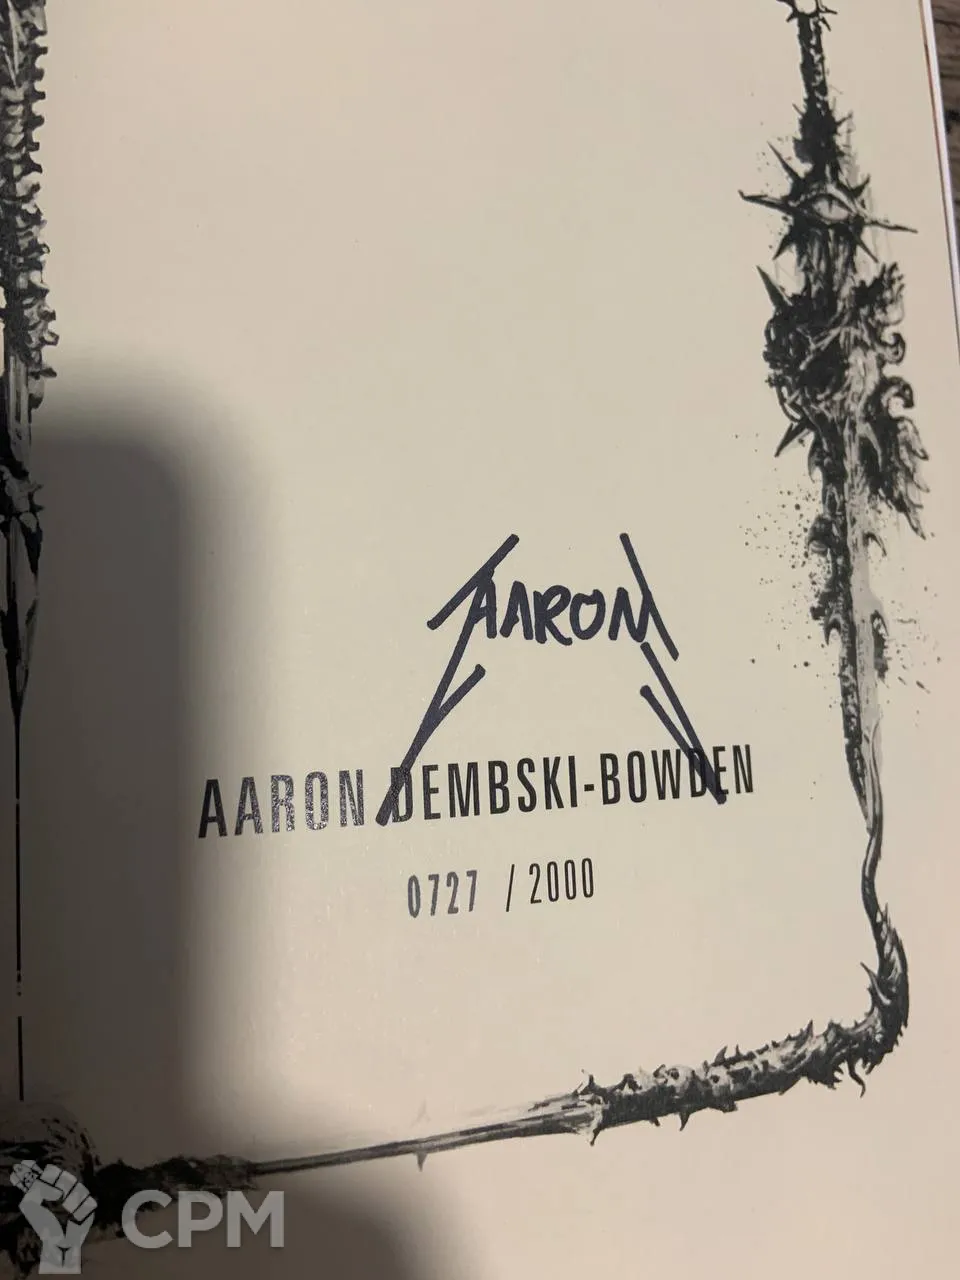 AARON
AARON DEMBSKI-BOWDEN
0727 / 2000
CPM